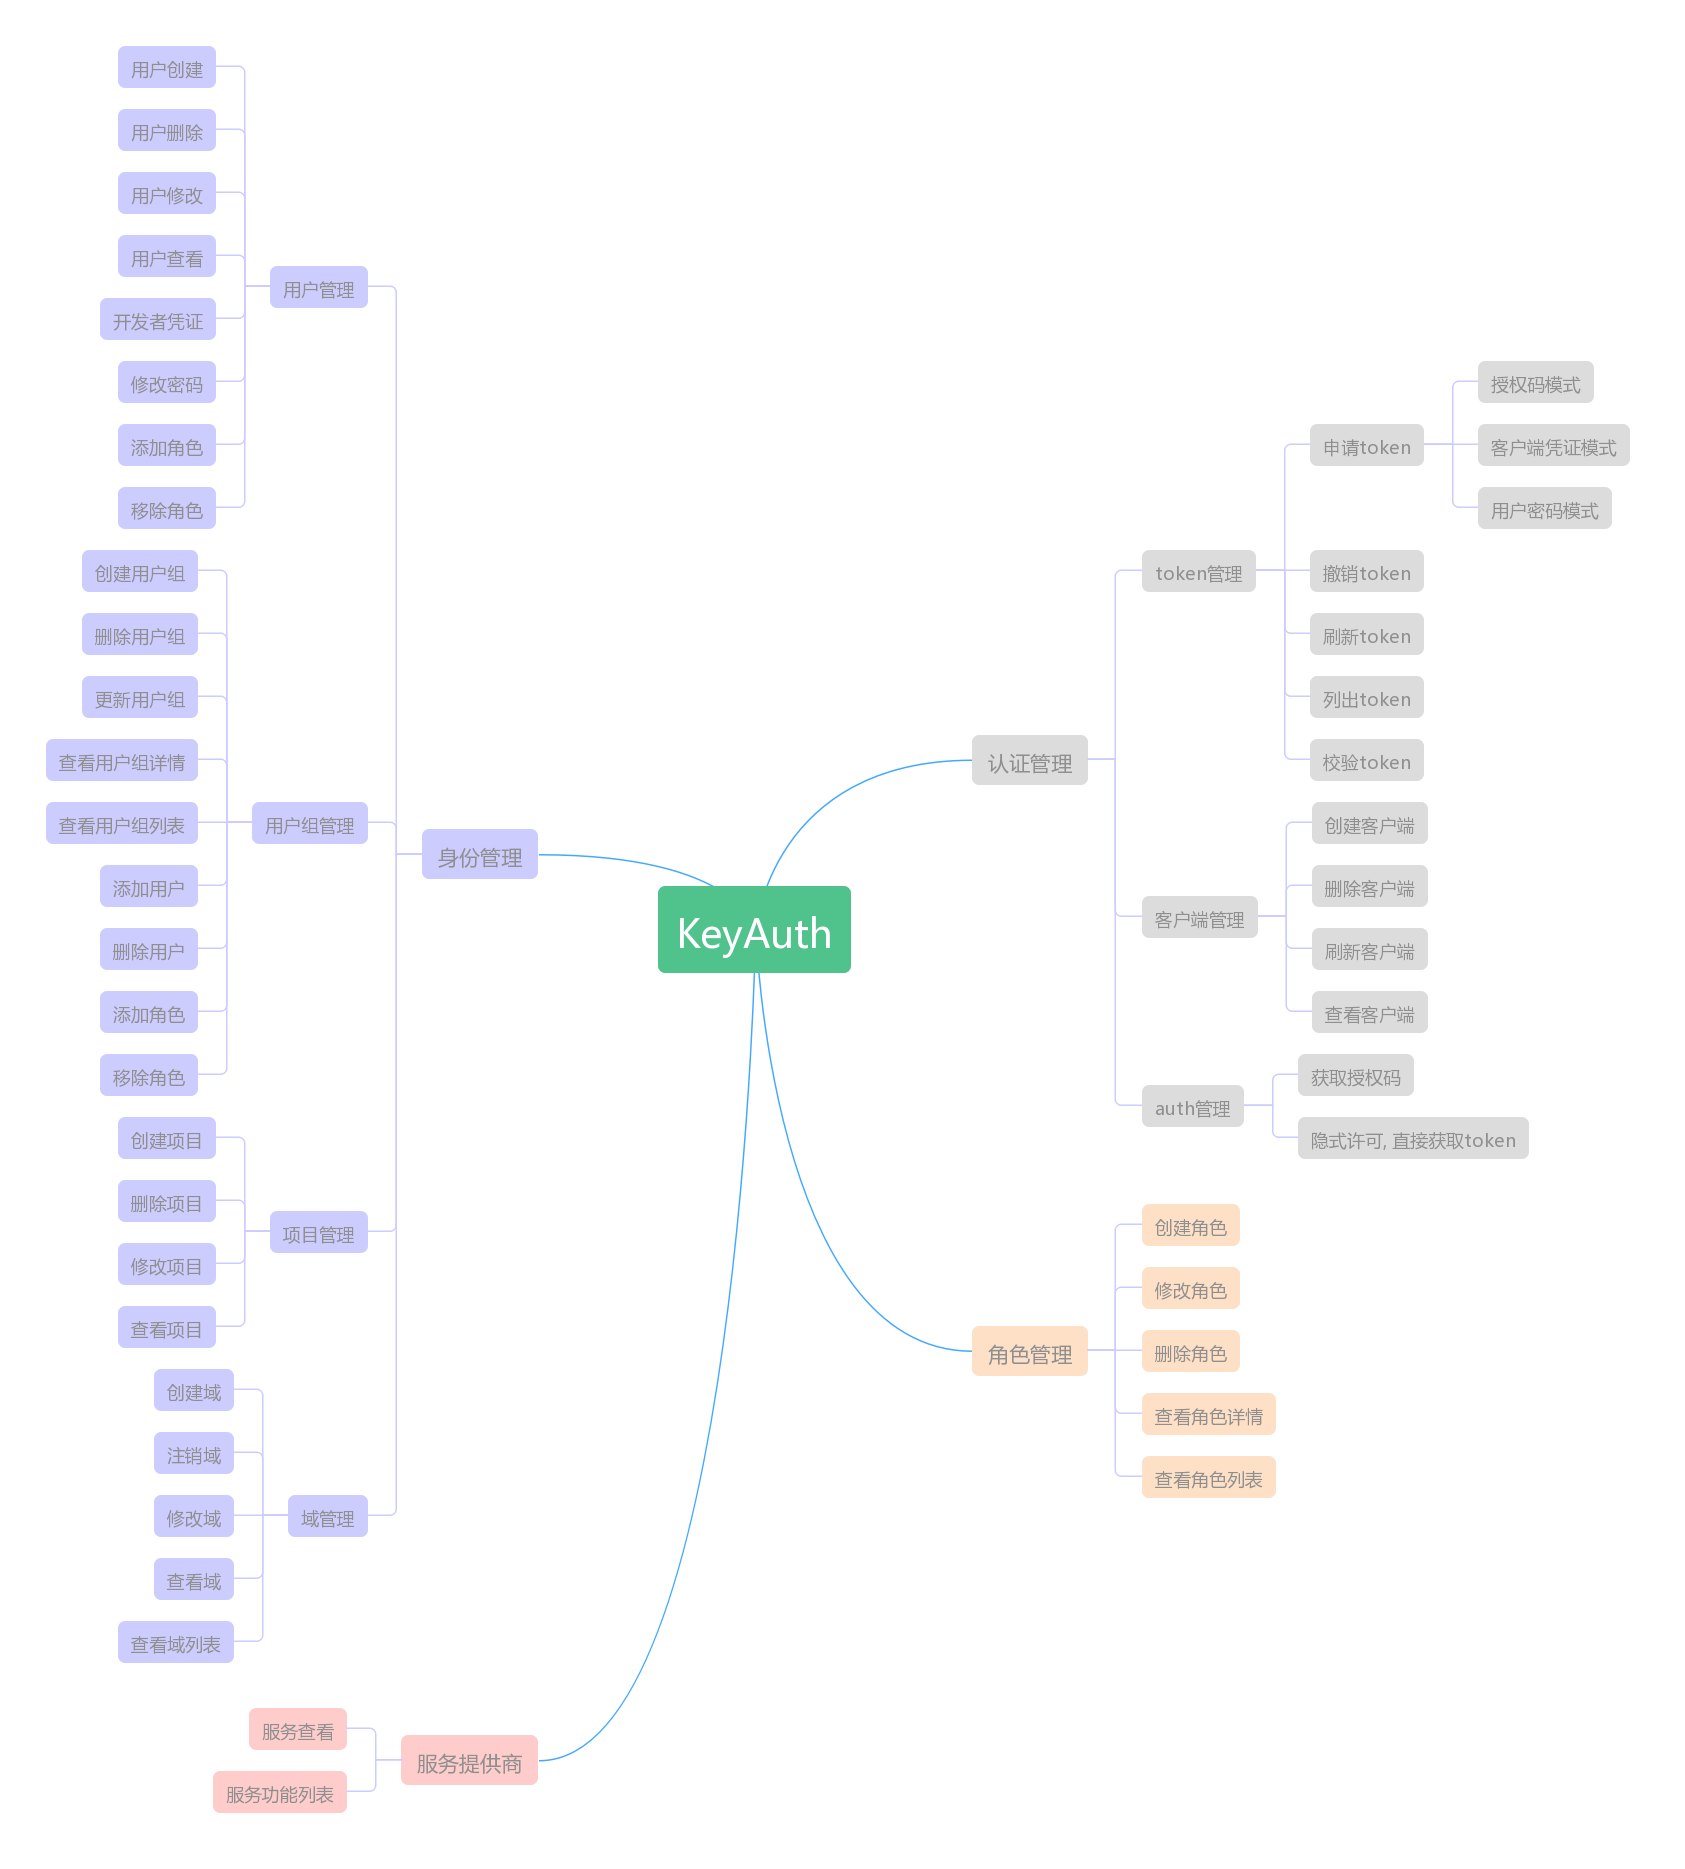 KeyAuth
认证管理
token管理
申请token
授权码模式
客户端凭证模式
用户密码模式
撤销token
刷新token
列出token
校验token
客户端管理
创建客户端
删除客户端
刷新客户端
查看客户端
auth管理
获取授权码
隐式许可, 直接获取token
角色管理
创建角色
修改角色
删除角色
查看角色详情
查看角色列表
身份管理
用户管理
用户创建
用户删除
用户修改
用户查看
开发者凭证
修改密码
添加角色
移除角色
用户组管理
创建用户组
删除用户组
更新用户组
查看用户组详情
查看用户组列表
添加用户
删除用户
添加角色
移除角色
项目管理
创建项目
删除项目
修改项目
查看项目
域管理
创建域
注销域
修改域
查看域
查看域列表
服务提供商
服务查看
服务功能列表